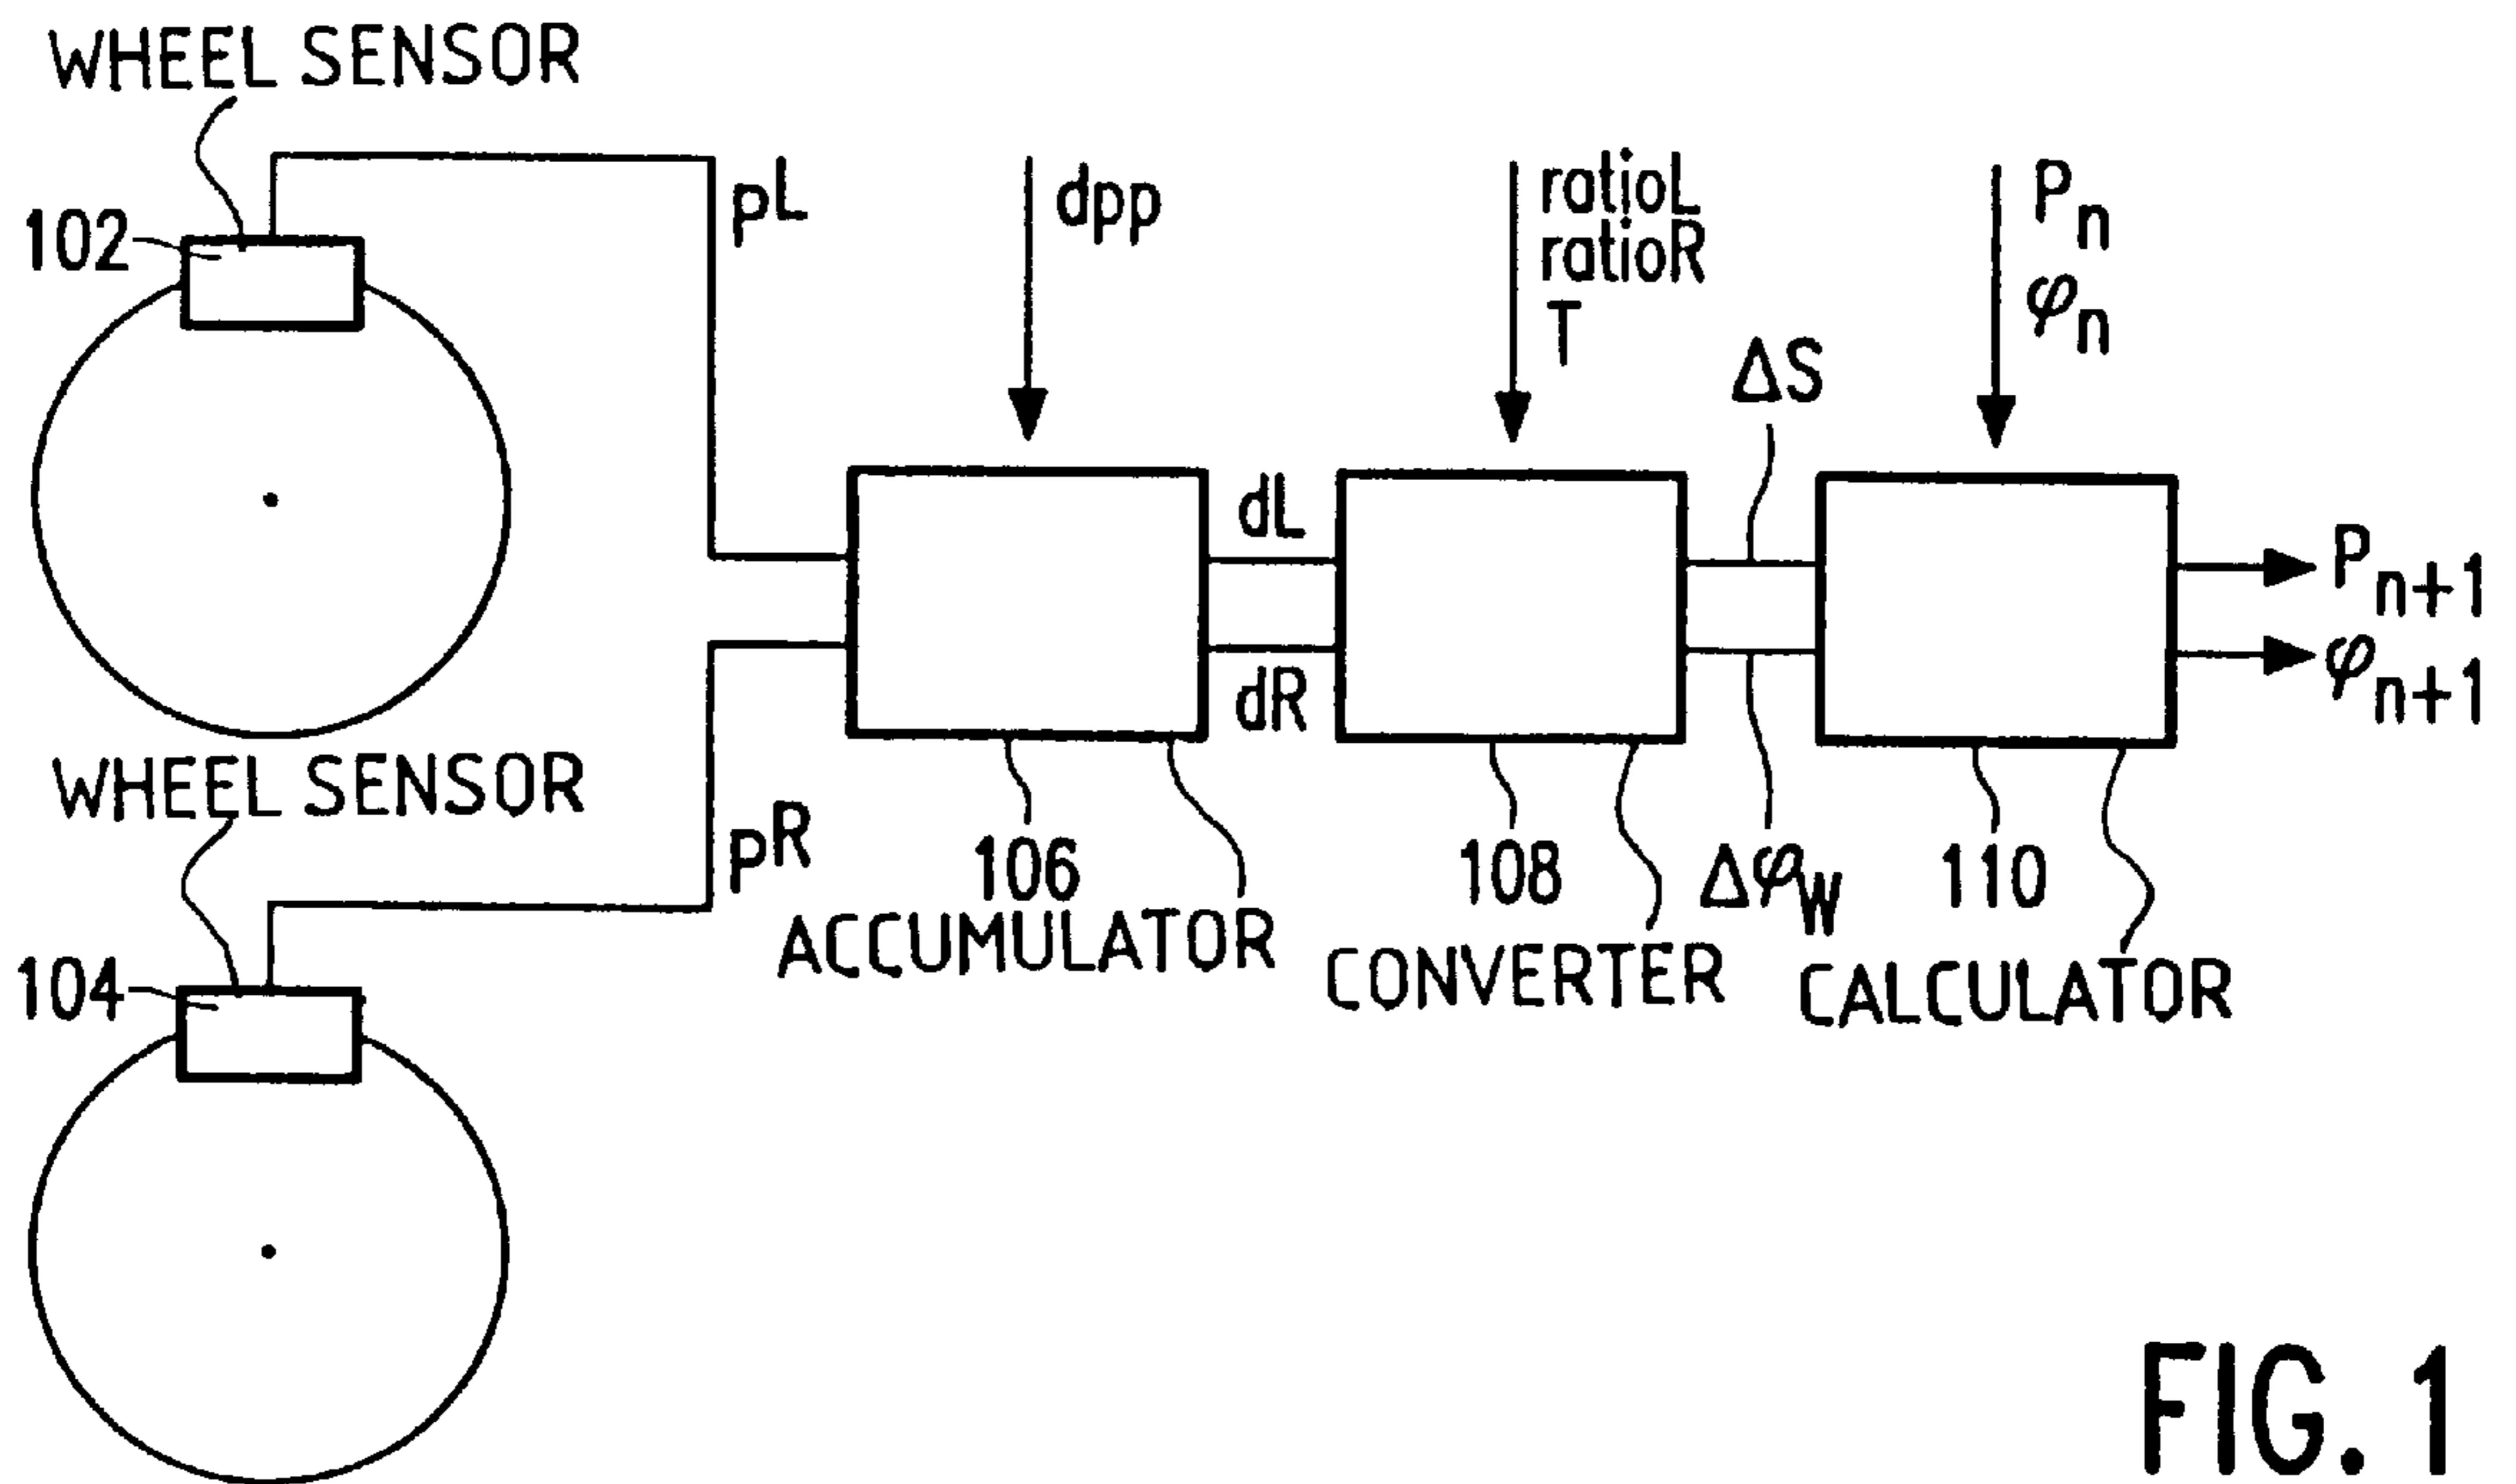 WHEEL SENSOR
102
pL
dpp
ratioL
ratioR
T
Pn
φn
ΔS
dL
dR
Pn+1
φn+1
WHEEL SENSOR
104
pR
106
ACCUMULATOR
108
CONVERTER
ΔφW
110
CALCULATOR
FIG. 1